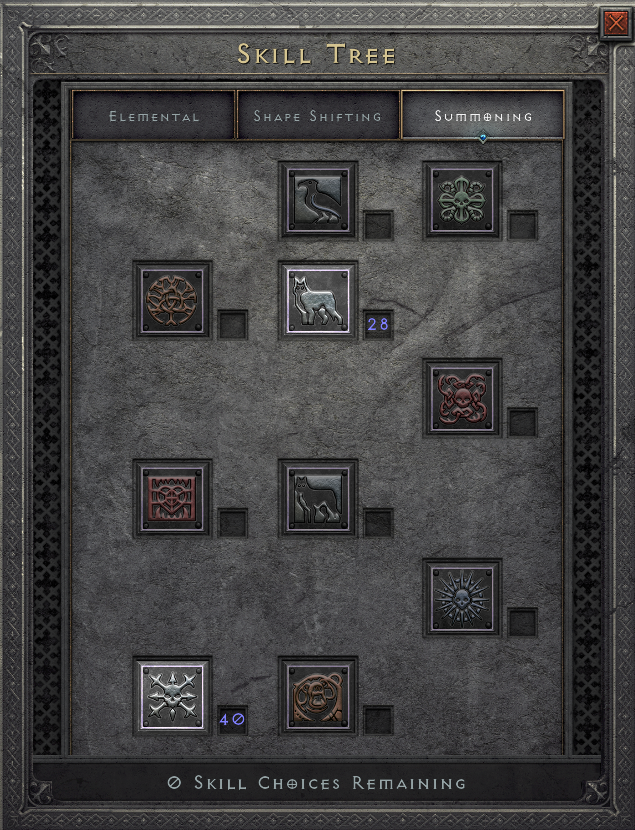 Skill Tree
Elemental
Shape Shifting
Summoning
28
40
0 Skill Choices Remaining